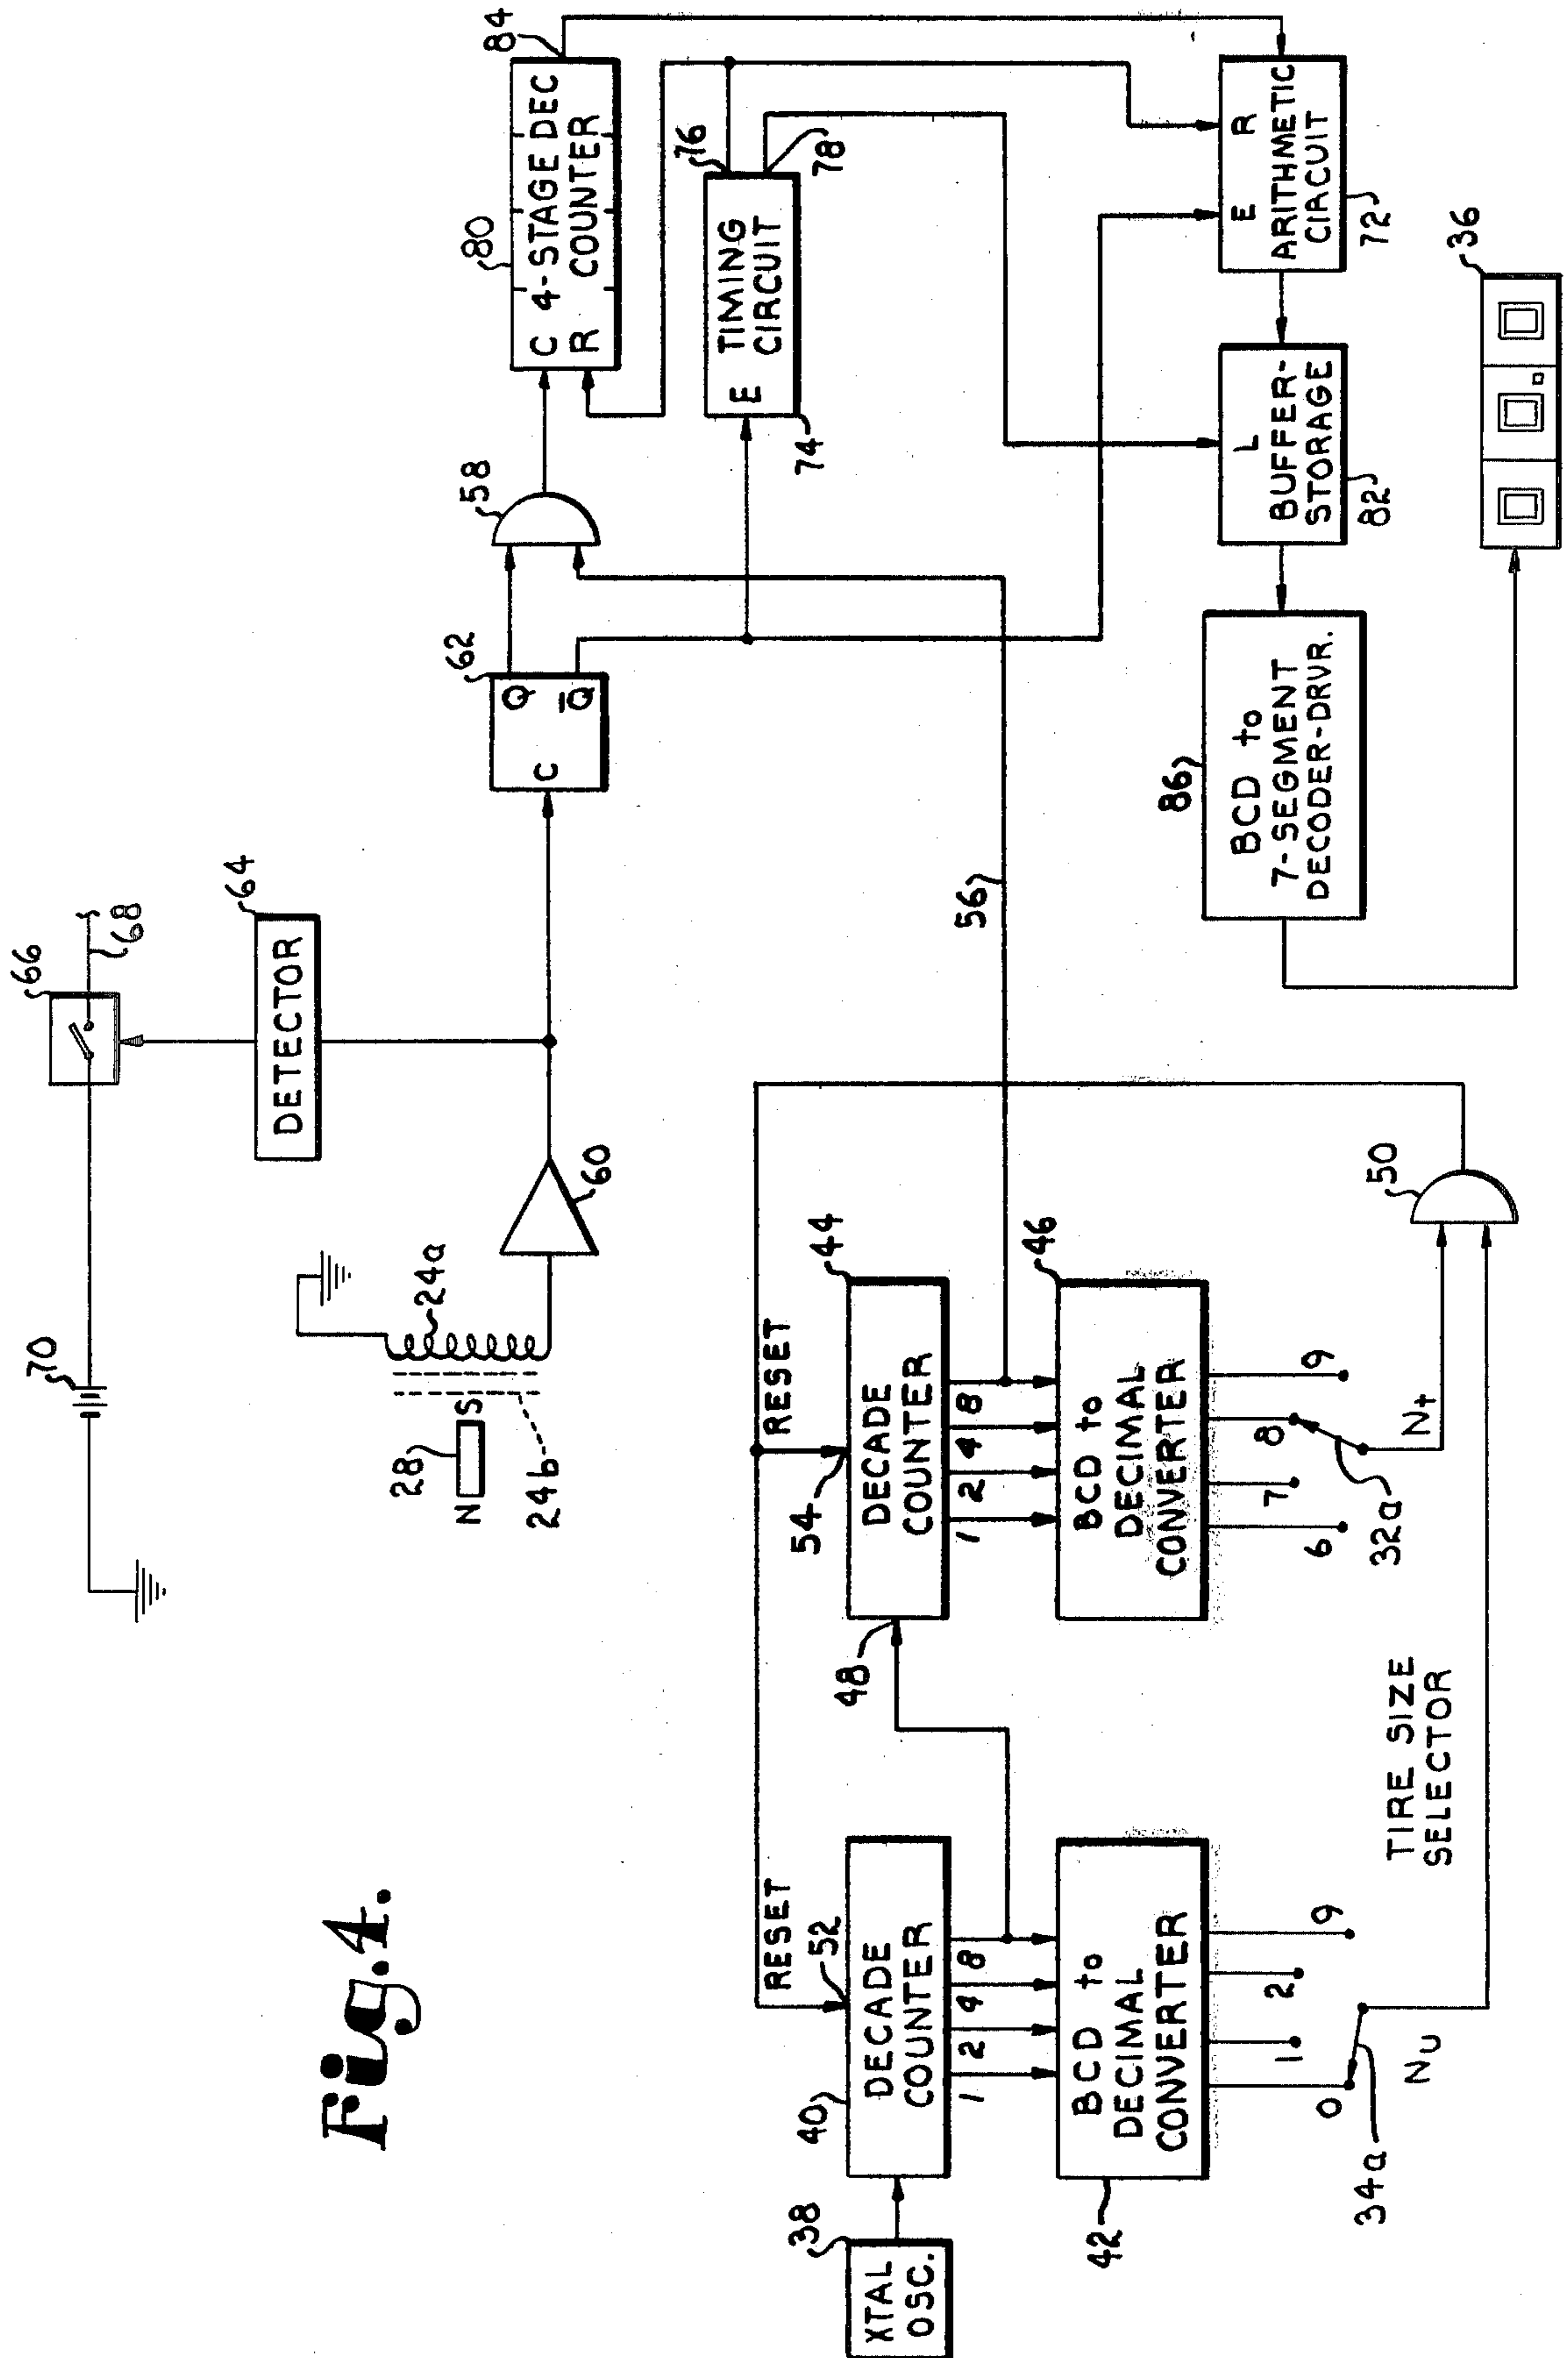 Fig.4.
70
66
68
DETECTOR
64
28
N
S
24a
24b
60
C
Q
Q̅
62
58
80
C 4-STAGE DEC
R COUNTER
84
E TIMING
CIRCUIT
74
76
78
XTAL
OSC.
38
RESET
52
40
DECADE
COUNTER
1 2 4 8
BCD to
DECIMAL
CONVERTER
42
0 1 2 9
34a
NU
48
RESET
54
DECADE
COUNTER
44
1 2 4 8
BCD to
DECIMAL
CONVERTER
46
6 7 8 9
32a
Nt
TIRE SIZE
SELECTOR
50
56
86
BCD to
7-SEGMENT
DECODER-DRVR.
L
BUFFER-
STORAGE
82
E R
ARITHMETIC
CIRCUIT
72
36